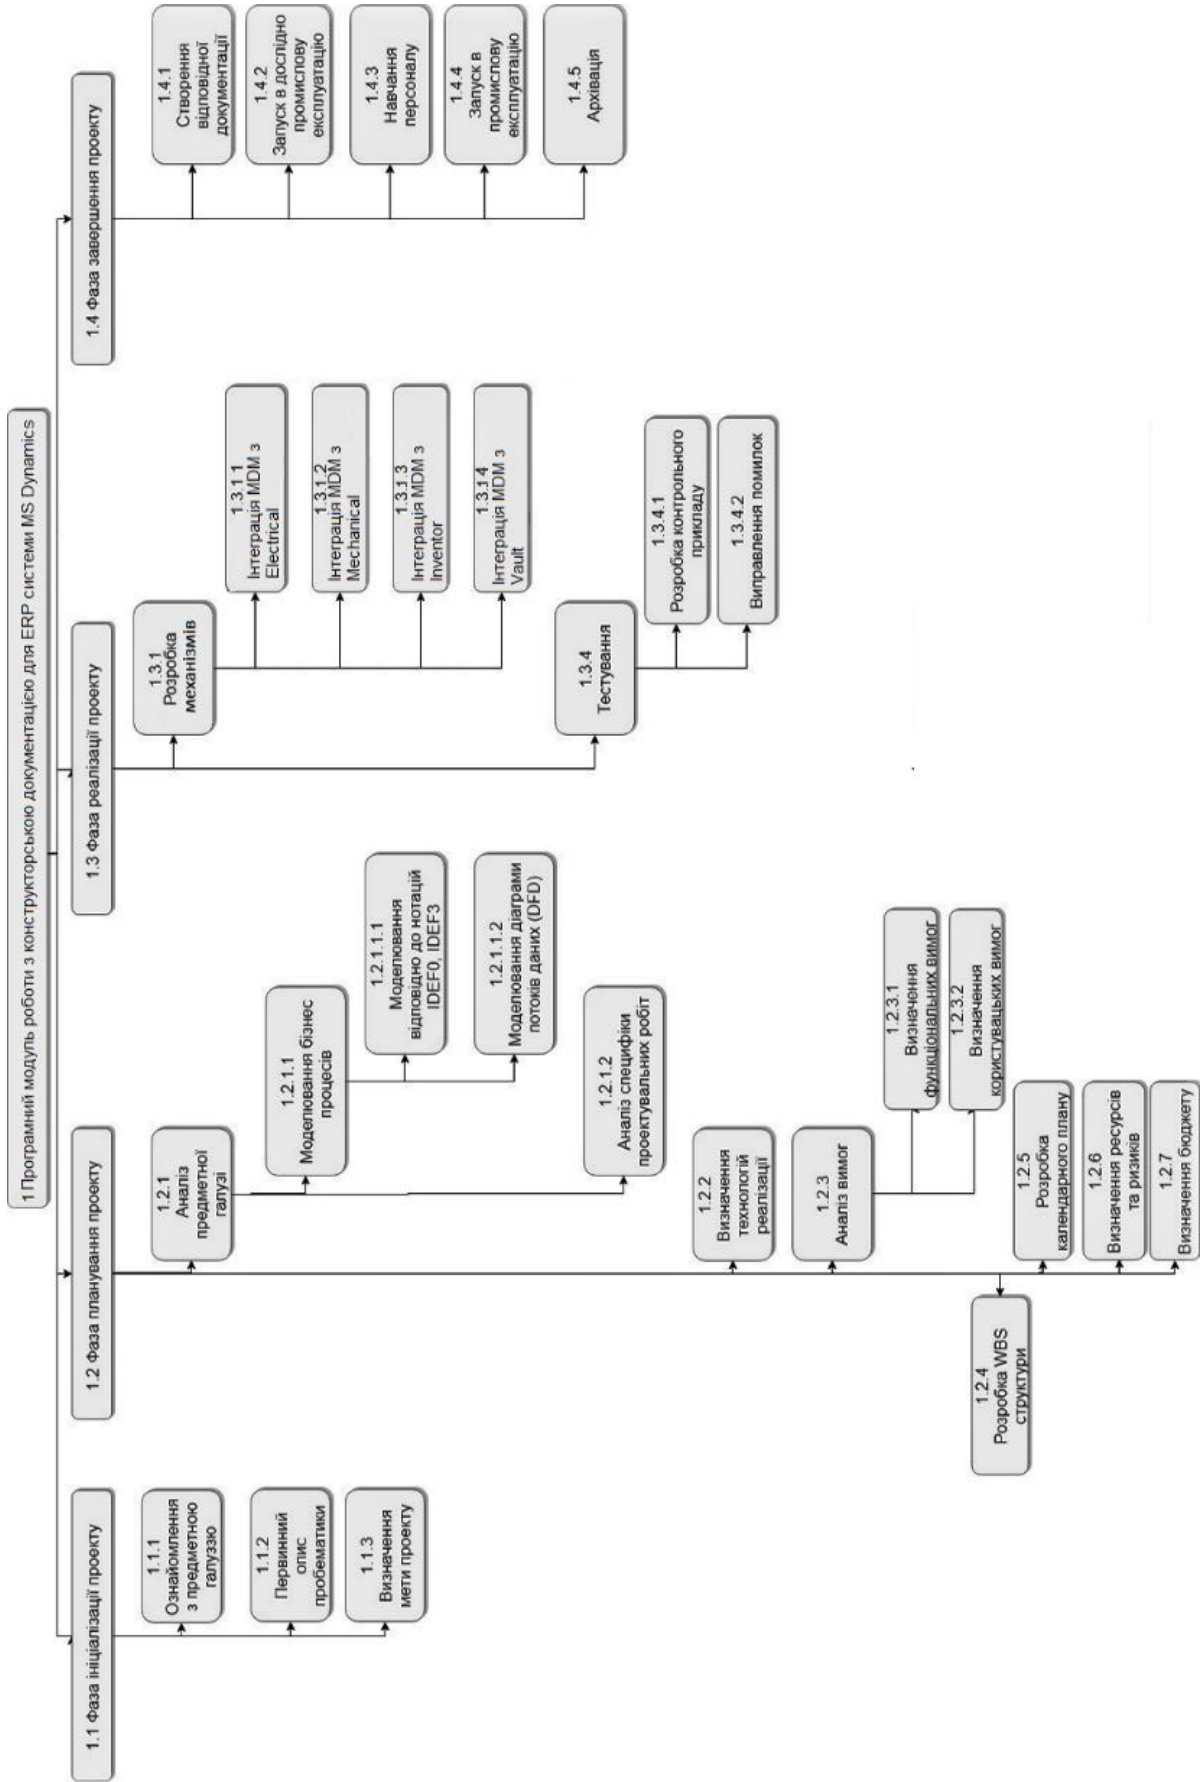 1 Програмний модуль роботи з конструкторською документацією для ERP системи MS Dynamics
1.1 Фаза ініціалізації проекту
1.1.1
Ознайомлення
з предметною
галуззю
1.1.2
Первинний
опис
пробематики
1.1.3
Визначення
мети проекту
1.2 Фаза планування проекту
1.2.1
Аналіз
предметної
галузі
1.2.1.1
Моделювання бізнес
процесів
1.2.1.1.1
Моделювання
відповідно до нотацій
IDEF0, IDEF3
1.2.1.1.2
Моделювання діаграми
потоків даних (DFD)
1.2.1.2
Аналіз специфіки
проектувальних робіт
1.2.2
Визначення
технологій
реалізації
1.2.3
Аналіз вимог
1.2.3.1
Визначення
функціональних вимог
1.2.3.2
Визначення
користувацьких вимог
1.2.4
Розробка WBS
структури
1.2.5
Розробка
календарного плану
1.2.6
Визначення ресурсів
та ризиків
1.2.7
Визначення бюджету
1.3 Фаза реалізації проекту
1.3.1
Розробка
механізмів
1.3.1 1
Інтеграція MDM з
Electrical
1.3.1.2
Інтеграція MDM з
Mechanical
1.3.1.3
Інтеграція MDM з
Inventor
1.3.1 4
Інтеграція MDM з
Vault
1.3.4
Тестування
1.3.4.1
Розробка контрольного
прикладу
1.3.4.2
Виправлення помилок
1.4 Фаза завершення проекту
1.4.1
Створення
відповідної
документації
1.4.2
Запуск в дослідно
промислову
експлуатацію
1.4.3
Навчання
персоналу
1.4.4
Запуск в
промислову
експлуатацію
1.4.5
Архівація